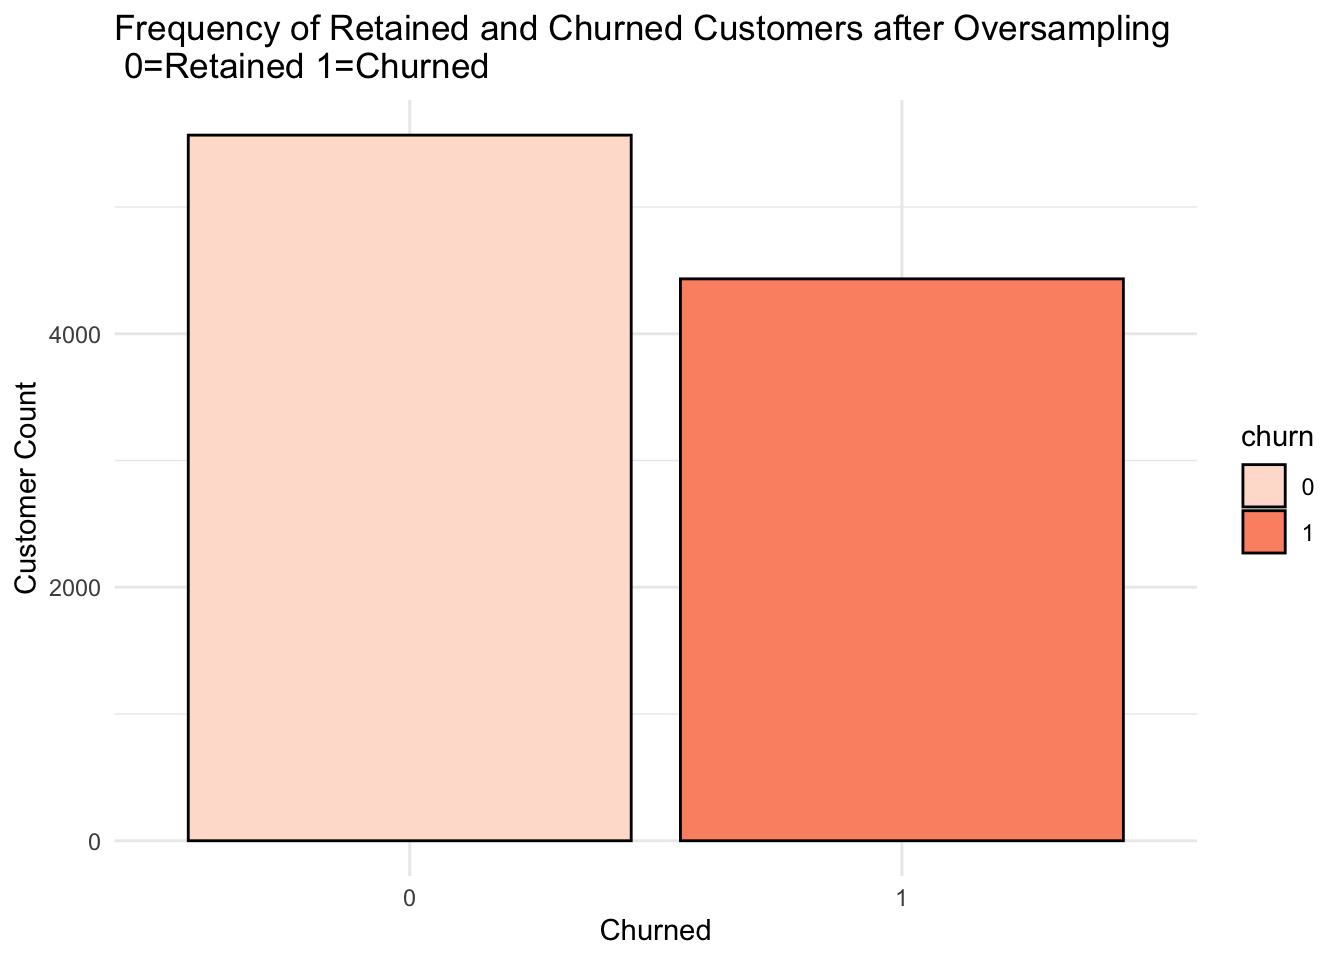 Frequency of Retained and Churned Customers after Oversampling
0=Retained 1=Churned
Customer Count
4000
2000
0
0
1
Churned
churn
0
1